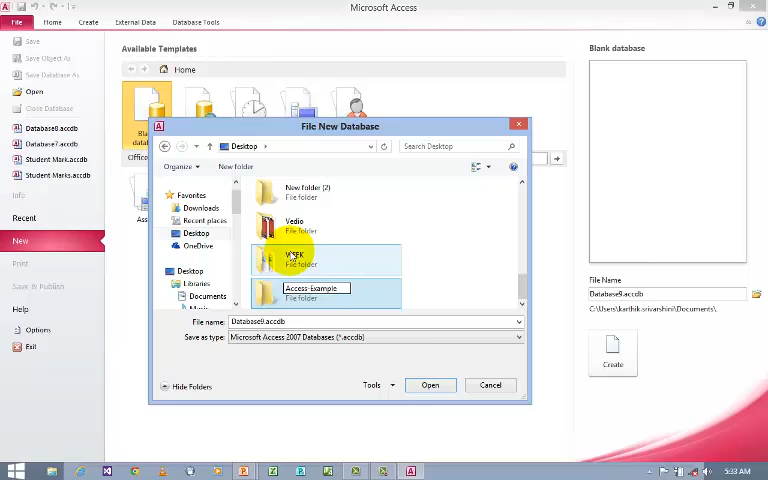 Microsoft Access
File
Home
Create
External Data
Database Tools
Save
Save Object As
Save Database As
Open
Close Database
Database8.accdb
Database7.accdb
Student Mark.accdb
Student Marks.accdb
Info
Recent
New
Print
Save & Publish
Help
Options
Exit
Available Templates
Home
Office
File New Database
Desktop
Search Desktop
Organize
New folder
Favorites
Downloads
Recent places
Desktop
OneDrive
Desktop
Libraries
Documents
New folder (2)
File folder
Vedio
File folder
File folder
Access-Example
File folder
File name:
Database9.accdb
Save as type:
Microsoft Access 2007 Databases (*.accdb)
Hide Folders
Tools
Open
Cancel
Blank database
File Name
Database9.accdb
C:\Users\karthik.srivarshini\Documents\
Create
5:33 AM